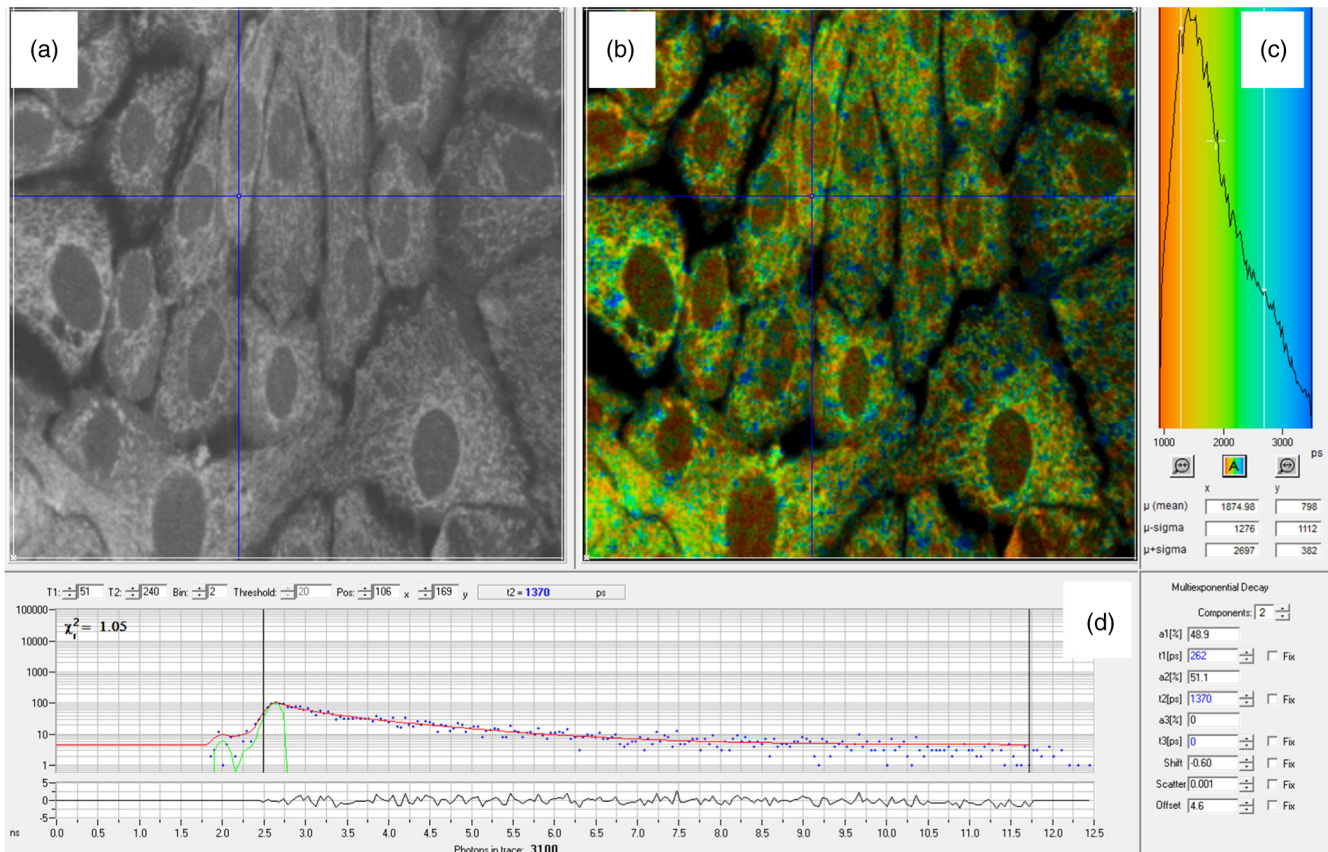 (a)
(b)
(c)
1000 2000 3000 ps
A
x y
μ (mean) 1874.98 798
μ-sigma 1276 1112
μ+sigma 2697 382
T1: 51 T2: 240 Bin: 2 Threshold: 20 Pos: 106 x 169 y t2 = 1370 ps
(d)
χ²r = 1.05
100000
10000
1000
100
10
1
5
0
-5
ns 0.0 0.5 1.0 1.5 2.0 2.5 3.0 3.5 4.0 4.5 5.0 5.5 6.0 6.5 7.0 7.5 8.0 8.5 9.0 9.5 10.0 10.5 11.0 11.5 12.0 12.5
Photons in trace: 3100
Multiexponential Decay
Components: 2
a1[%] 48.9
t1[ps] 262 Fix
a2[%] 51.1
t2[ps] 1370 Fix
a3[%] 0
t3[ps] 0 Fix
Shift -0.60 Fix
Scatter 0.001 Fix
Offset 4.6 Fix